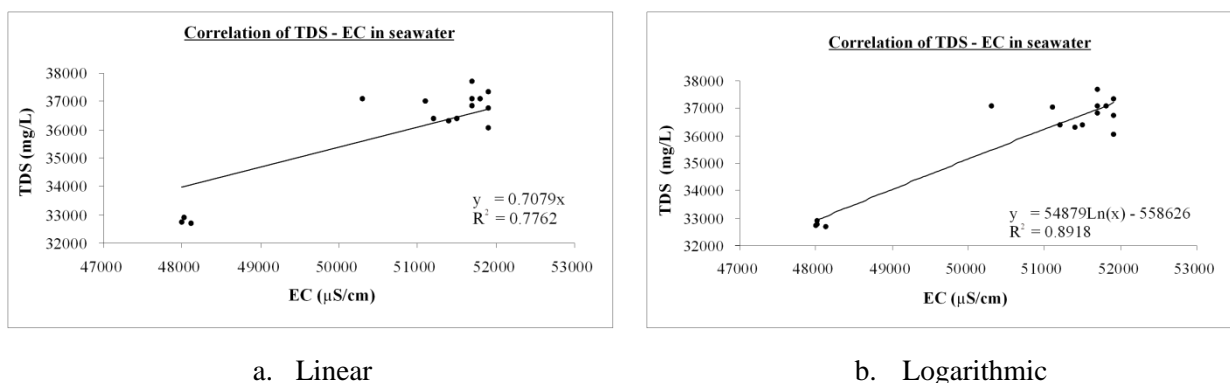 Correlation of TDS - EC in seawater
TDS (mg/L)
38000
37000
36000
35000
34000
33000
32000
y = 0.7079x
R² = 0.7762
47000 48000 49000 50000 51000 52000 53000
EC (µS/cm)
a. Linear
Correlation of TDS - EC in seawater
TDS (mg/L)
38000
37000
36000
35000
34000
33000
32000
y = 54879Ln(x) - 558626
R² = 0.8918
47000 48000 49000 50000 51000 52000 53000
EC (µS/cm)
b. Logarithmic